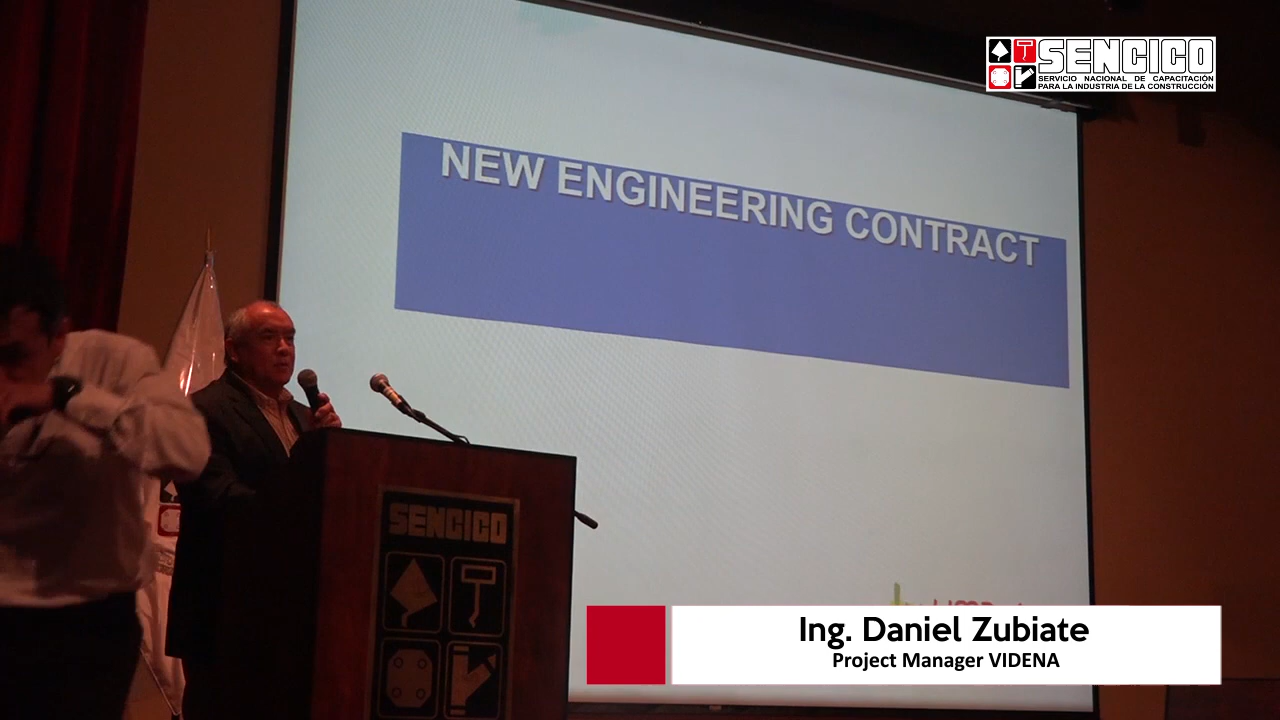 SENCICO
SERVICIO NACIONAL DE CAPACITACIÓN
PARA LA INDUSTRIA DE LA CONSTRUCCIÓN
NEW ENGINEERING CONTRACT
SENCICO
Ing. Daniel Zubiate
Project Manager VIDENA